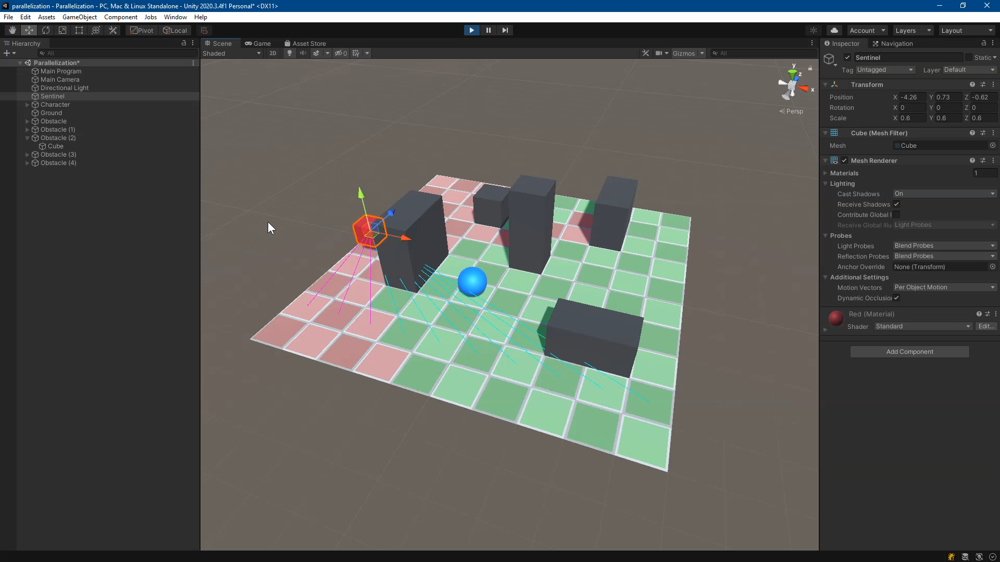 parallelization - Parallelization - PC, Mac & Linux Standalone - Unity 2020.3.4f1 Personal* <DX11>
File Edit Assets GameObject Component Jobs Window Help
Pivot Local Account Layers Layout
Hierarchy
All
Parallelization*
Main Program
Main Camera
Directional Light
Sentinel
Character
Ground
Obstacle
Obstacle (1)
Obstacle (2)
Cube
Obstacle (3)
Obstacle (4)
Scene Game Asset Store
Shaded 2D 0 Gizmos All
y
z
x
Persp
Inspector Navigation
Sentinel Static
Tag Untagged Layer Default
Transform
Position X -4.26 Y 0.73 Z -0.62
Rotation X 0 Y 0 Z 0
Scale X 0.6 Y 0.6 Z 0.6
Cube (Mesh Filter)
Mesh Cube
Mesh Renderer
Materials 1
Lighting
Cast Shadows On
Receive Shadows
Contribute Global I
Receive Global Illu Light Probes
Probes
Light Probes Blend Probes
Reflection Probes Blend Probes
Anchor Override None (Transform)
Additional Settings
Motion Vectors Per Object Motion
Dynamic Occlusio
Red (Material)
Shader Standard Edit...
Add Component